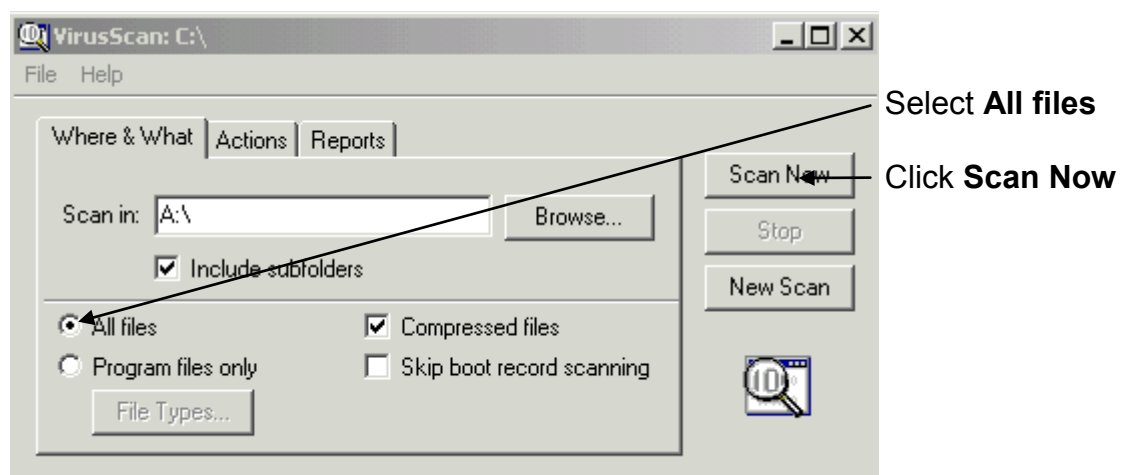 VirusScan: C:\
File Help
Select All files
Where & What Actions Reports
Scan Now
Click Scan Now
Scan in: A:\ Browse...
Stop
Include subfolders
New Scan
All files Compressed files
Program files only Skip boot record scanning
File Types...